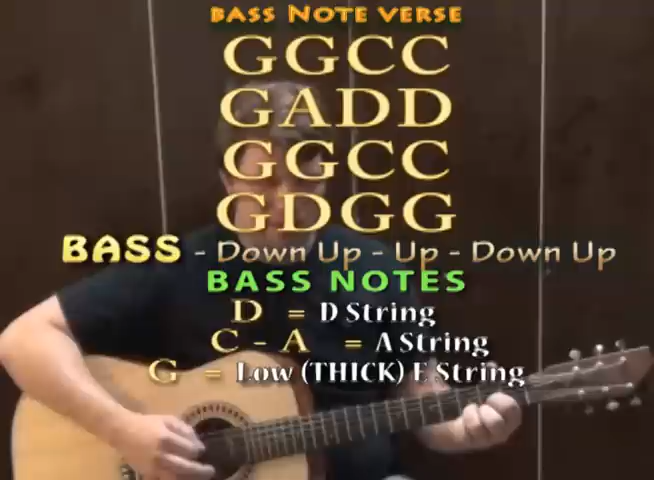 BASS NOTE VERSE
GGCC
GADD
GGCC
GDGG
BASS - Down Up - Up - Down Up
BASS NOTES
D = D String
C - A = A String
G = Low (THICK) E String